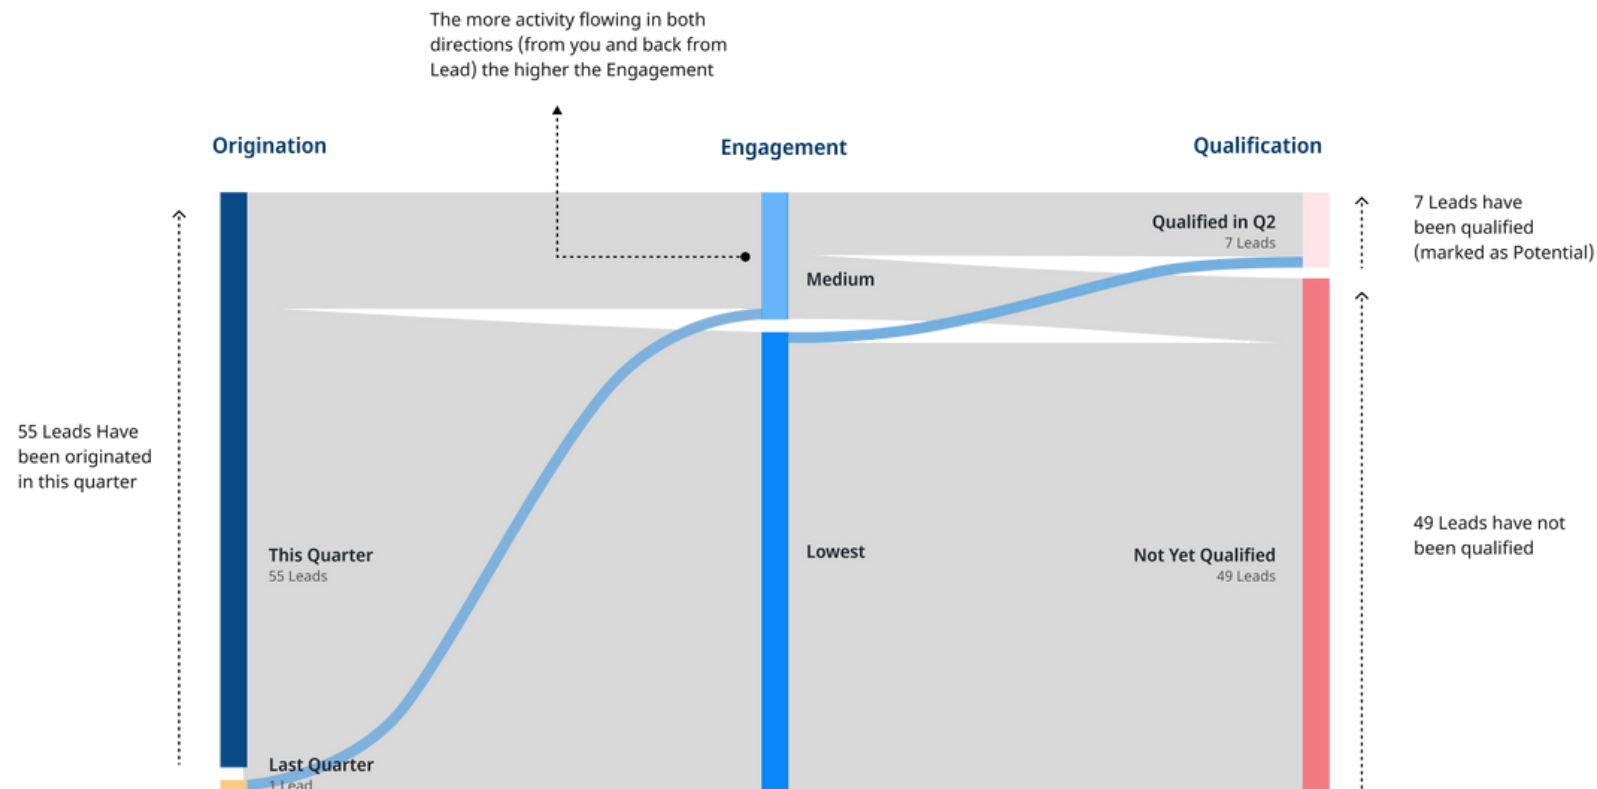 The more activity flowing in both
directions (from you and back from
Lead) the higher the Engagement
Origination
Engagement
Qualification
Qualified in Q2
7 Leads
7 Leads have
been qualified
(marked as Potential)
Medium
55 Leads Have
been originated
in this quarter
This Quarter
55 Leads
Lowest
Not Yet Qualified
49 Leads
49 Leads have not
been qualified
Last Quarter
1 Lead